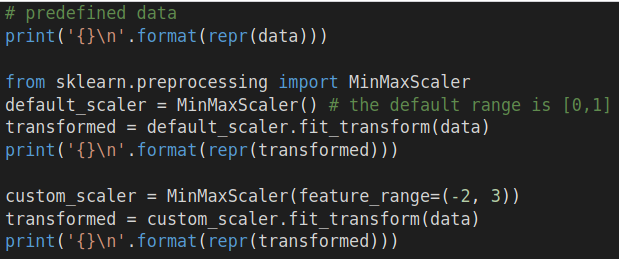 # predefined data
print('{}\n'.format(repr(data)))
from sklearn.preprocessing import MinMaxScaler
default_scaler = MinMaxScaler() # the default range is [0,1]
transformed = default_scaler.fit_transform(data)
print('{}\n'.format(repr(transformed)))
custom_scaler = MinMaxScaler(feature_range=(-2, 3))
transformed = custom_scaler.fit_transform(data)
print('{}\n'.format(repr(transformed)))